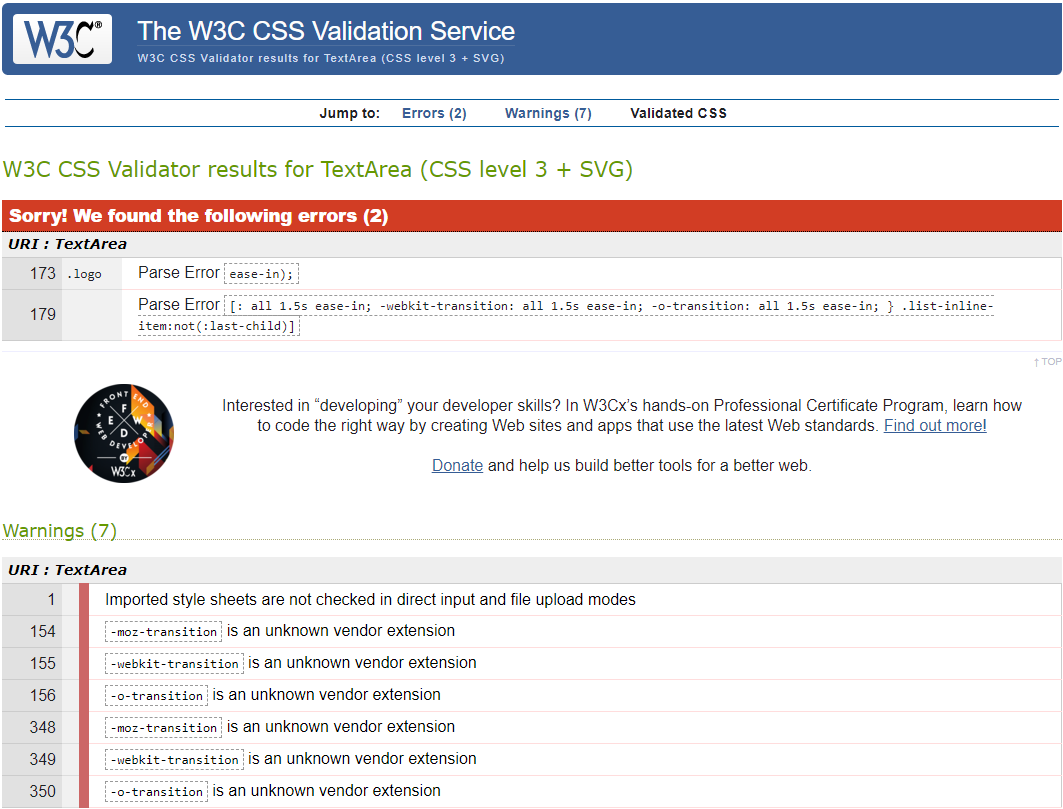 W3C®
The W3C CSS Validation Service
W3C CSS Validator results for TextArea (CSS level 3 + SVG)
Jump to: Errors (2) Warnings (7) Validated CSS
W3C CSS Validator results for TextArea (CSS level 3 + SVG)
Sorry! We found the following errors (2)
URI : TextArea
173 .logo Parse Error ease-in);
179 Parse Error [: all 1.5s ease-in; -webkit-transition: all 1.5s ease-in; -o-transition: all 1.5s ease-in; } .list-inline-
item:not(:last-child)]
↑ TOP
FRONT END
WEB DEVELOPER
F
E W
D
BY
W3Cx
Interested in “developing” your developer skills? In W3Cx’s hands-on Professional Certificate Program, learn how
to code the right way by creating Web sites and apps that use the latest Web standards. Find out more!
Donate and help us build better tools for a better web.
Warnings (7)
URI : TextArea
1 Imported style sheets are not checked in direct input and file upload modes
154 -moz-transition is an unknown vendor extension
155 -webkit-transition is an unknown vendor extension
156 -o-transition is an unknown vendor extension
348 -moz-transition is an unknown vendor extension
349 -webkit-transition is an unknown vendor extension
350 -o-transition is an unknown vendor extension